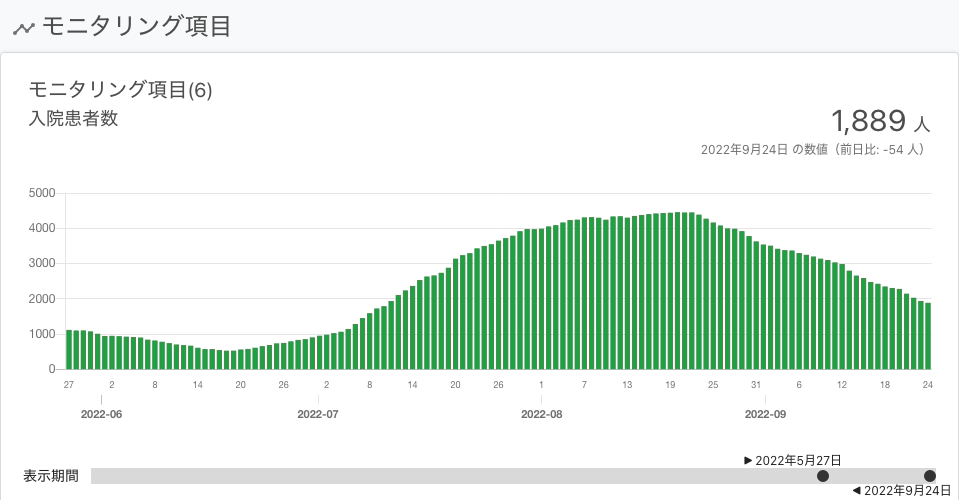 モニタリング項目
モニタリング項目(6)
入院患者数
1,889 人
2022年9月24日 の数値（前日比: -54 人）
5000
4000
3000
2000
1000
0
27 2 8 14 20 26 2 8 14 20 26 1 7 13 19 25 31 6 12 18 24
2022-06 2022-07 2022-08 2022-09
▶ 2022年5月27日
表示期間
◀ 2022年9月24日